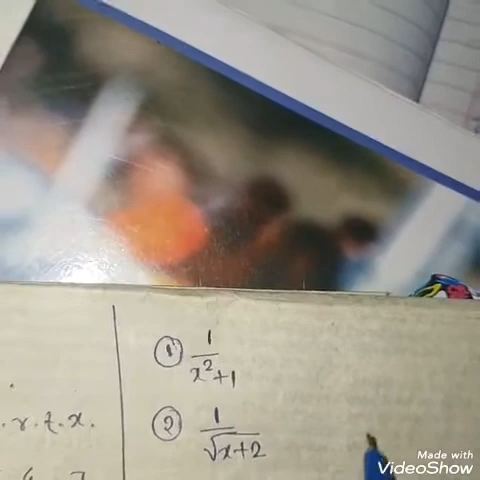 ① 1/x²+1
.r.t.x.
② 1/√x+2
Made with
VideoShow